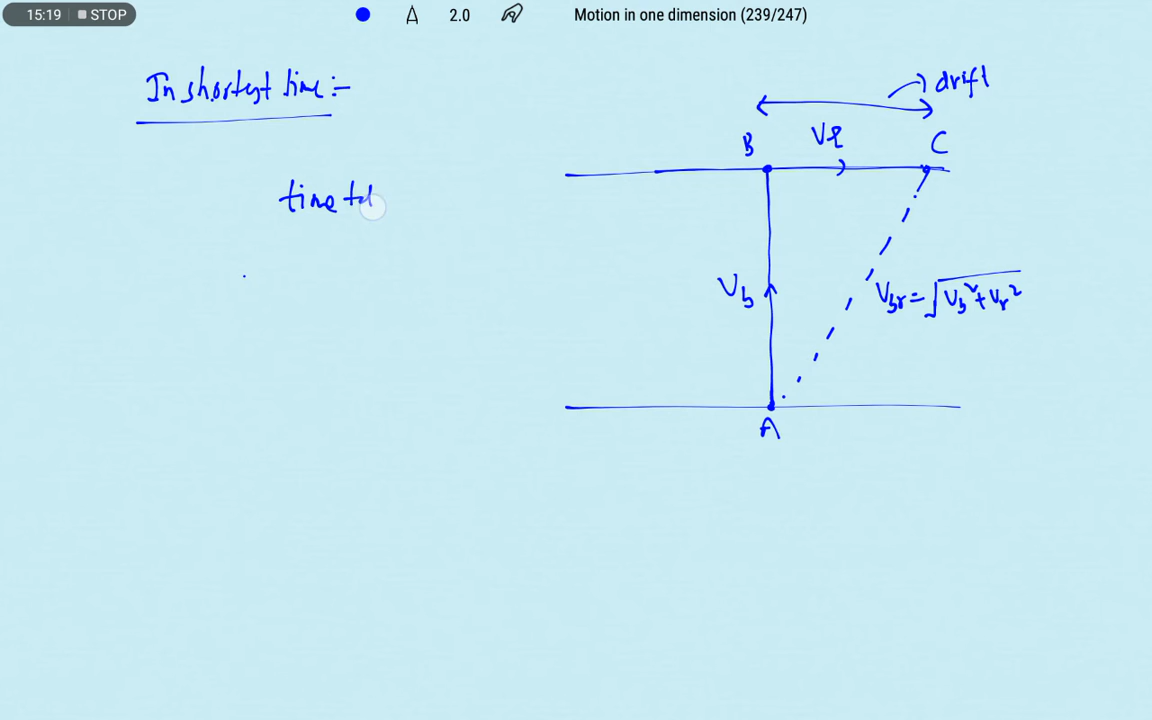 15:19 STOP 2.0 Motion in one dimension (239/247)
In shortest time :-
drift
B VR C
time ta
Vb
Vbr = √Vb²+Vr²
A